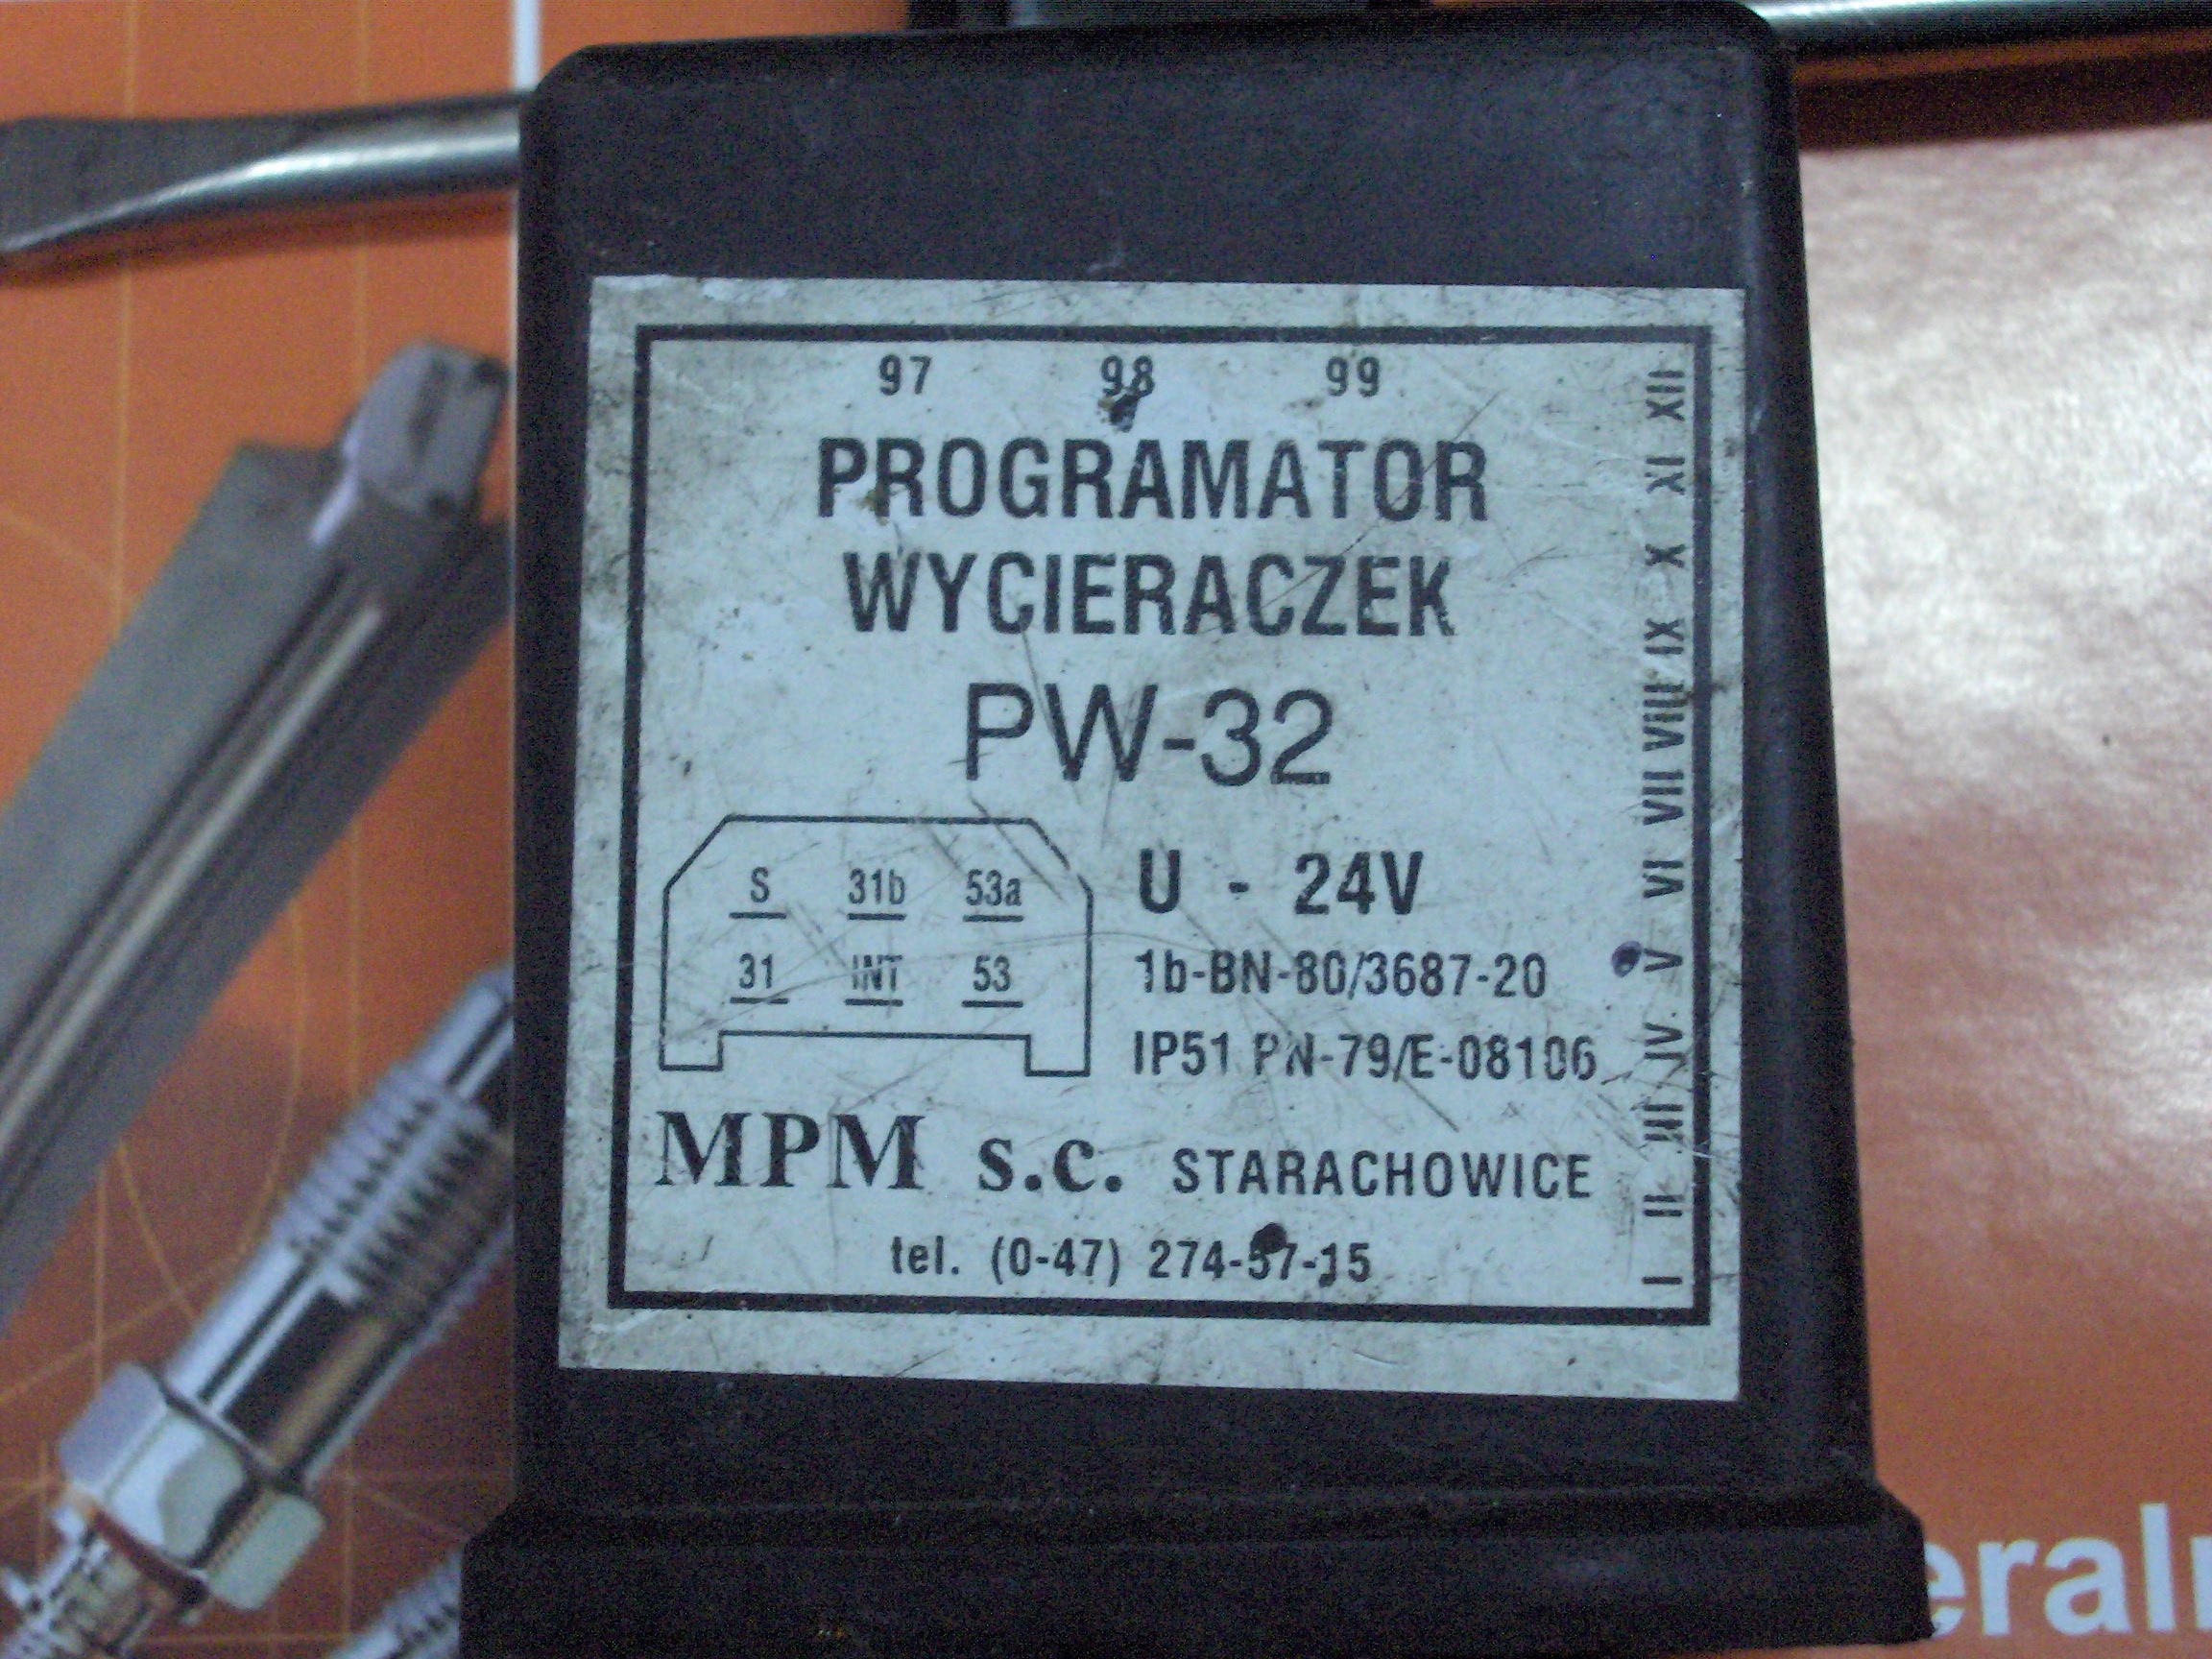 97 98 99
PROGRAMATOR
WYCIERACZEK
PW-32
S 31b 53a
31 INT 53
U - 24V
1b-BN-80/3687-20
IP51 PN-79/E-08106
MPM s.c. STARACHOWICE
tel. (0-47) 274-57-15
I II III IV V VI VII VIII IX X XI XII